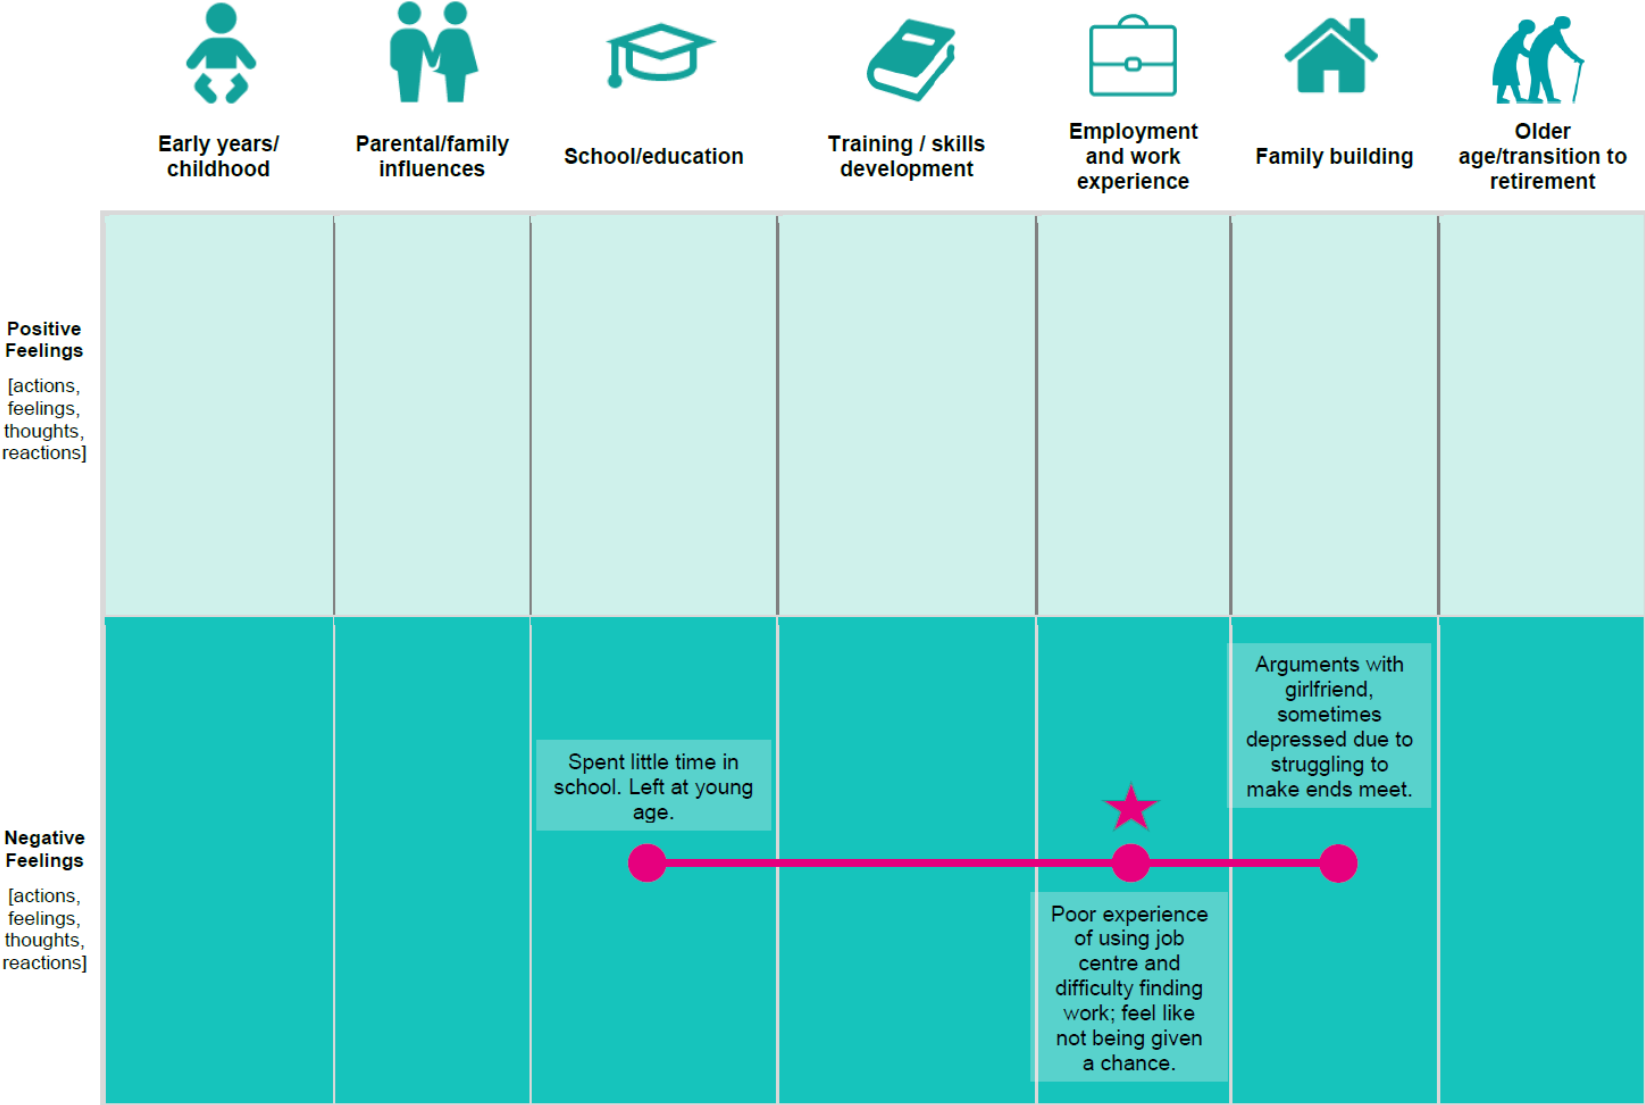 Early years/
childhood
Parental/family
influences
School/education
Training / skills
development
Employment
and work
experience
Family building
Older
age/transition to
retirement
Positive
Feelings
[actions,
feelings,
thoughts,
reactions]
Negative
Feelings
[actions,
feelings,
thoughts,
reactions]
Spent little time in
school. Left at young
age.
Poor experience
of using job
centre and
difficulty finding
work; feel like
not being given
a chance.
Arguments with
girlfriend,
sometimes
depressed due to
struggling to
make ends meet.